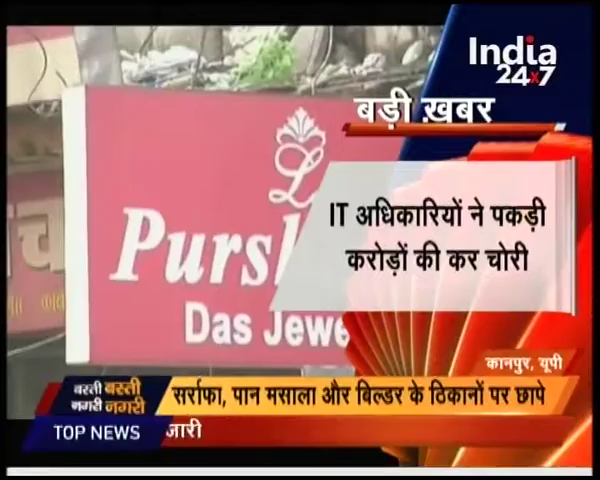 India
24x7
बड़ी ख़बर
IT अधिकारियों ने पकड़ी
करोड़ों की कर चोरी
L
Das Jewe
कानपुर, यूपी
बस्ती बस्ती
नगरी नगरी
सर्राफा, पान मसाला और बिल्डर के ठिकानों पर छापे
TOP NEWS
जारी